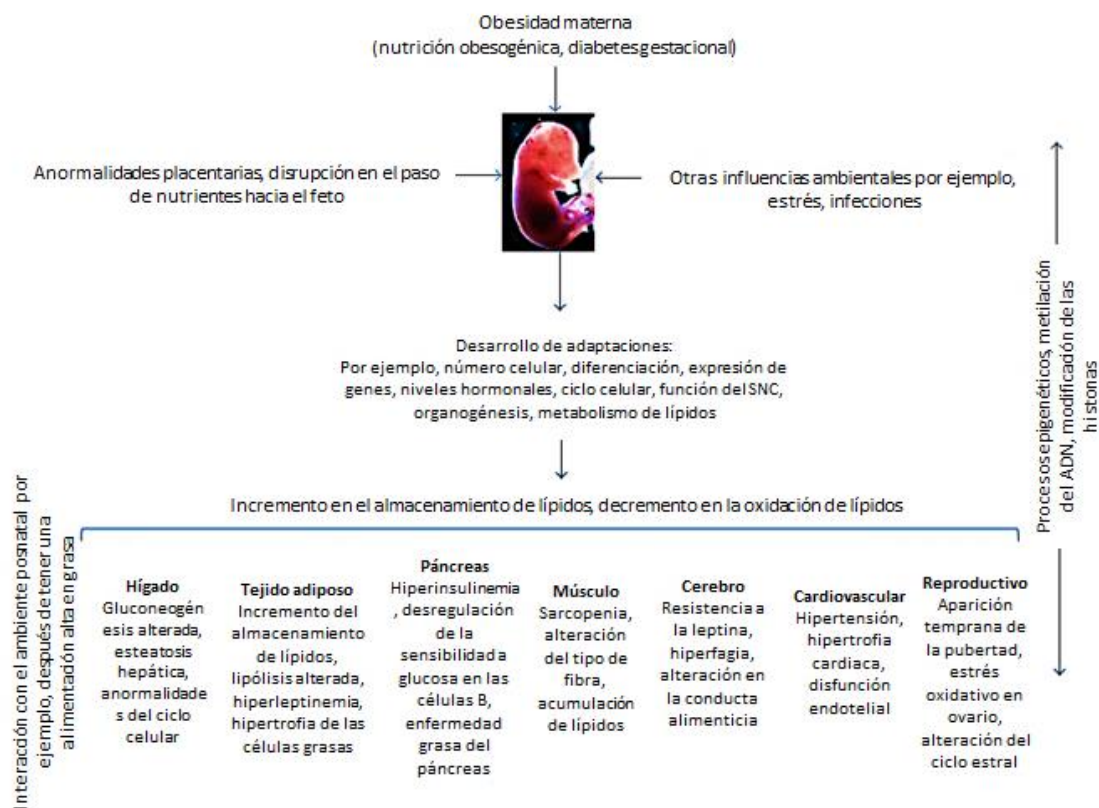 Obesidad materna
(nutrición obesogénica, diabetes gestacional)
Anormalidades placentarias, disrupción en el paso
de nutrientes hacia el feto
Otras influencias ambientales por ejemplo,
estrés, infecciones
Desarrollo de adaptaciones:
Por ejemplo, número celular, diferenciación, expresión de
genes, niveles hormonales, ciclo celular, función del SNC,
organogénesis, metabolismo de lípidos
Incremento en el almacenamiento de lípidos, decremento en la oxidación de lípidos
Interacción con el ambiente posnatal por
ejemplo, después de tener una
alimentación alta en grasa
Hígado
Gluconeogén
esis alterada,
esteatosis
hepática,
anormalidade
s del ciclo
celular
Tejido adiposo
Incremento del
almacenamiento
de lípidos,
lipólisis alterada,
hiperleptinemia,
hipertrofia de las
células grasas
Páncreas
Hiperinsulinemia
, desregulación
de la
sensibilidad a
glucosa en las
células B,
enfermedad
grasa del
páncreas
Músculo
Sarcopenia,
alteración
del tipo de
fibra,
acumulación
de lípidos
Cerebro
Resistencia a
la leptina,
hiperfagia,
alteración en
la conducta
alimenticia
Cardiovascular
Hipertensión,
hipertrofia
cardiaca,
disfunción
endotelial
Reproductivo
Aparición
temprana de
la pubertad,
estrés
oxidativo en
ovario,
alteración del
ciclo estral
Procesos epigenéticos, metilación
del ADN, modificación de las
histonas